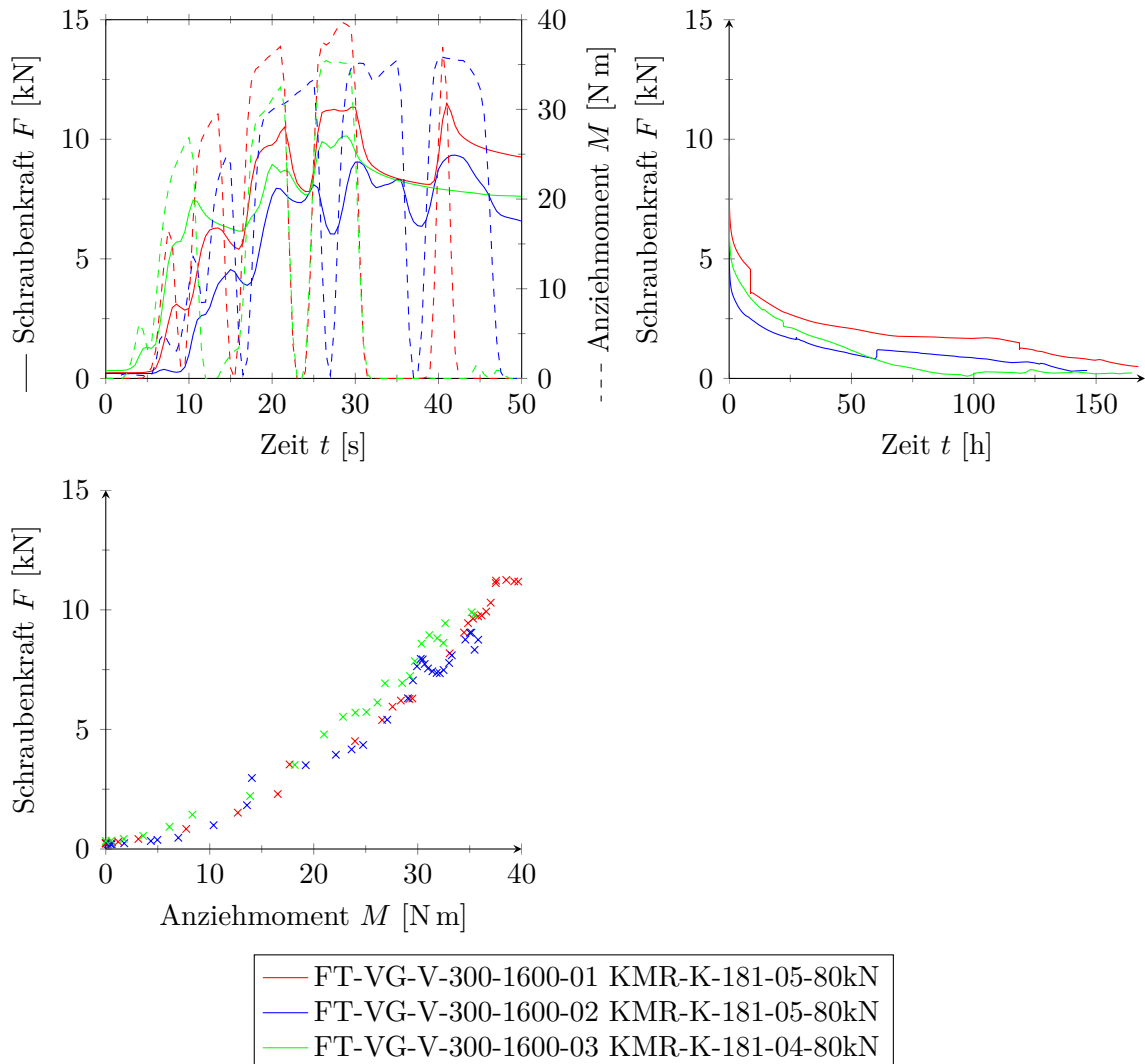 15
10
5
0
40
30
20
10
0
0 10 20 30 40 50
Zeit t [s]
— Schraubenkraft F [kN]
- - Anziehmoment M [N m]
15
10
5
0
0 50 100 150
Zeit t [h]
Schraubenkraft F [kN]
15
10
5
0
0 10 20 30 40
Anziehmoment M [N m]
Schraubenkraft F [kN]
FT-VG-V-300-1600-01 KMR-K-181-05-80kN
FT-VG-V-300-1600-02 KMR-K-181-05-80kN
FT-VG-V-300-1600-03 KMR-K-181-04-80kN